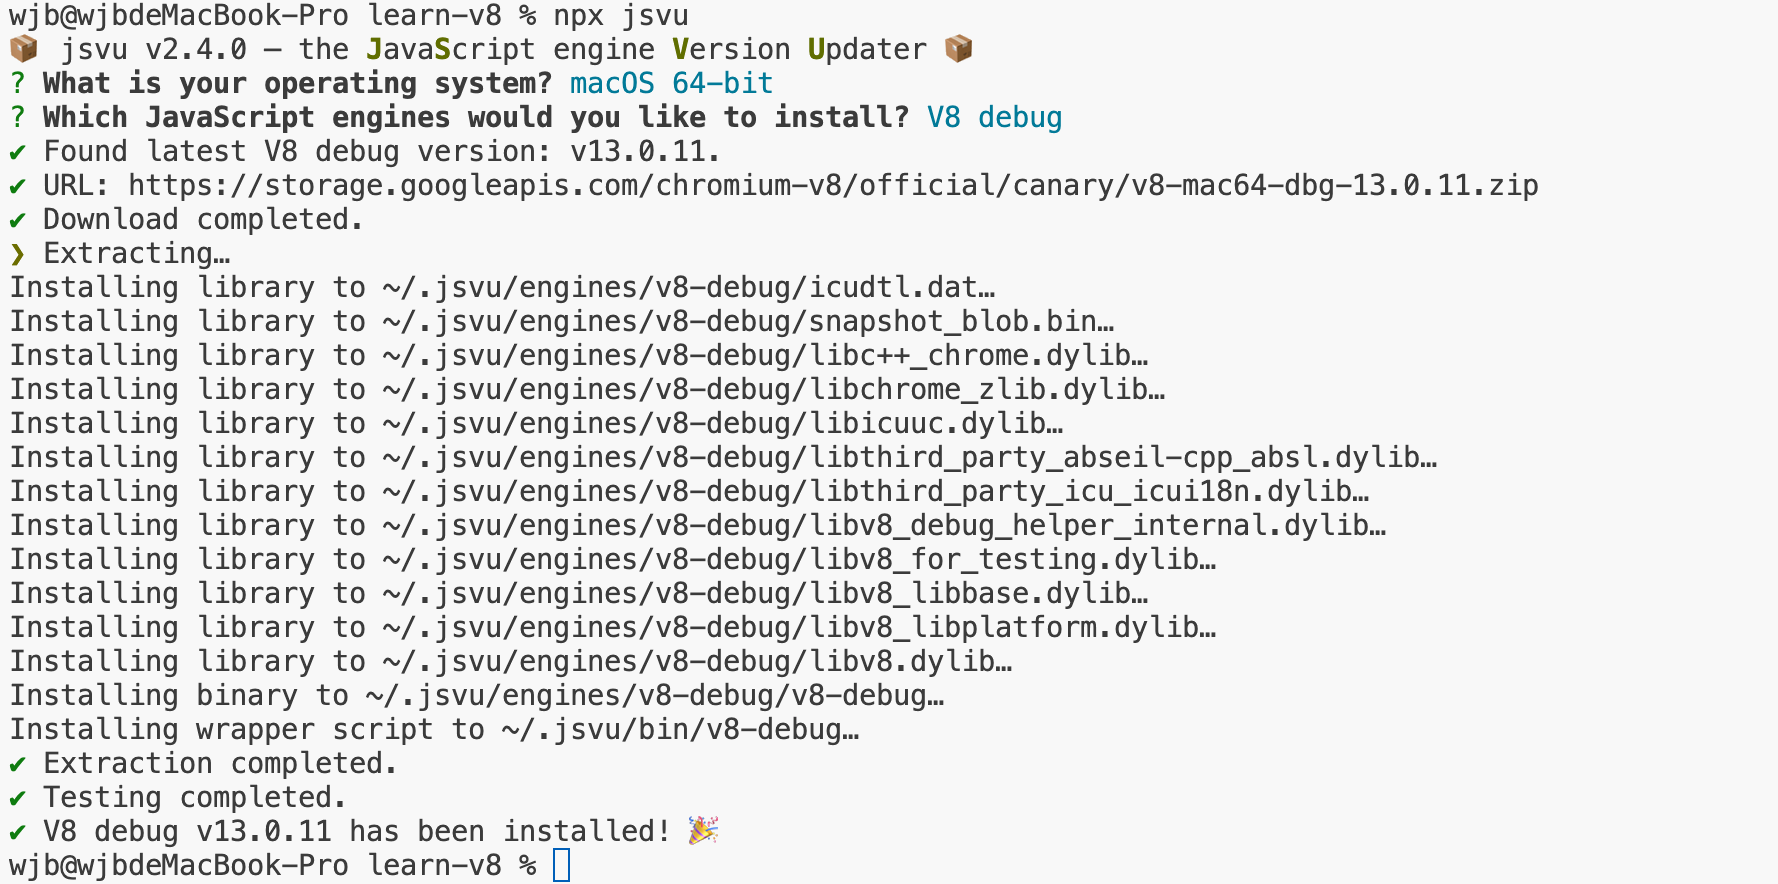 wjb@wjbdeMacBook-Pro learn-v8 % npx jsvu
📦 jsvu v2.4.0 — the JavaScript engine Version Updater 📦
? What is your operating system? macOS 64-bit
? Which JavaScript engines would you like to install? V8 debug
✔ Found latest V8 debug version: v13.0.11.
✔ URL: https://storage.googleapis.com/chromium-v8/official/canary/v8-mac64-dbg-13.0.11.zip
✔ Download completed.
❯ Extracting…
Installing library to ~/.jsvu/engines/v8-debug/icudtl.dat…
Installing library to ~/.jsvu/engines/v8-debug/snapshot_blob.bin…
Installing library to ~/.jsvu/engines/v8-debug/libc++_chrome.dylib…
Installing library to ~/.jsvu/engines/v8-debug/libchrome_zlib.dylib…
Installing library to ~/.jsvu/engines/v8-debug/libicuuc.dylib…
Installing library to ~/.jsvu/engines/v8-debug/libthird_party_abseil-cpp_absl.dylib…
Installing library to ~/.jsvu/engines/v8-debug/libthird_party_icu_icui18n.dylib…
Installing library to ~/.jsvu/engines/v8-debug/libv8_debug_helper_internal.dylib…
Installing library to ~/.jsvu/engines/v8-debug/libv8_for_testing.dylib…
Installing library to ~/.jsvu/engines/v8-debug/libv8_libbase.dylib…
Installing library to ~/.jsvu/engines/v8-debug/libv8_libplatform.dylib…
Installing library to ~/.jsvu/engines/v8-debug/libv8.dylib…
Installing binary to ~/.jsvu/engines/v8-debug/v8-debug…
Installing wrapper script to ~/.jsvu/bin/v8-debug…
✔ Extraction completed.
✔ Testing completed.
✔ V8 debug v13.0.11 has been installed! 🎉
wjb@wjbdeMacBook-Pro learn-v8 %